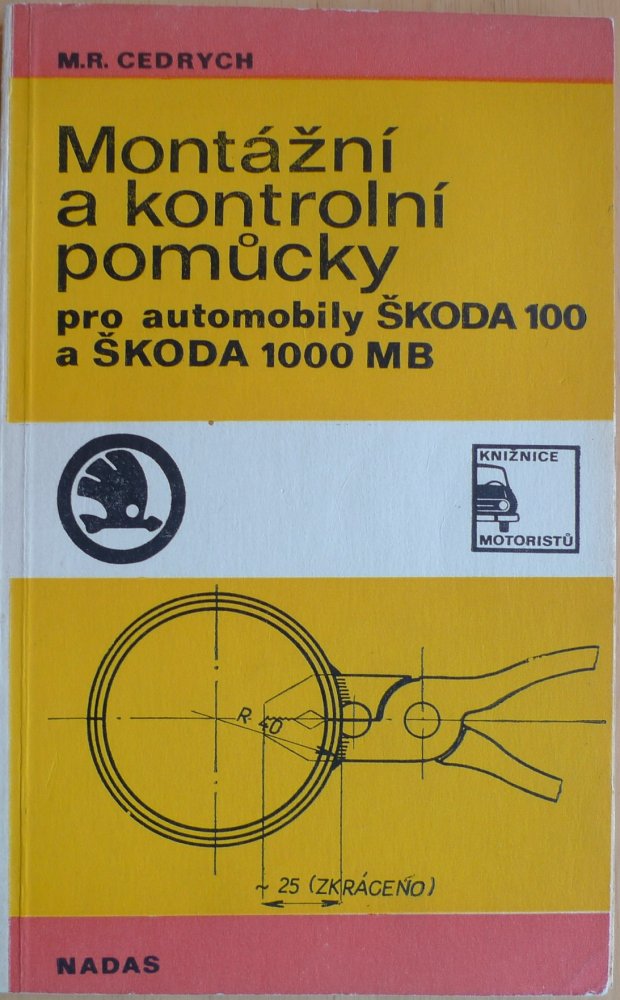 M.R. CEDRYCH
Montážní
a kontrolní
pomůcky
pro automobily ŠKODA 100
a ŠKODA 1000 MB
KNIŽNICE
MOTORISTŮ
R 40
~ 25 (ZKRÁCENO)
NADAS